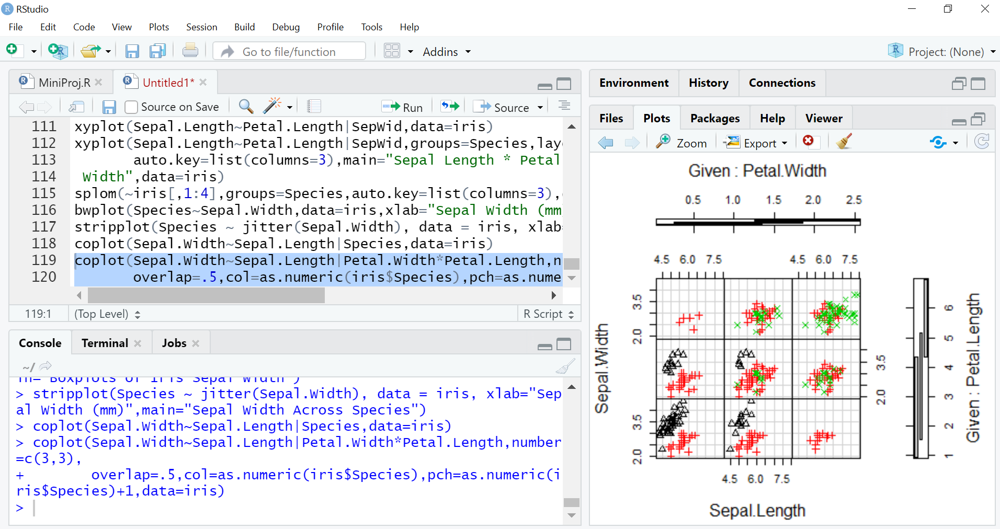 RStudio
File Edit Code View Plots Session Build Debug Profile Tools Help
Go to file/function Addins Project: (None)
MiniProj.R Untitled1*
Source on Save Run Source
111 xyplot(Sepal.Length~Petal.Length|SepWid,data=iris)
112 xyplot(Sepal.Length~Petal.Length|SepWid,groups=Species,lay
113 auto.key=list(columns=3),main="Sepal Length * Petal
114 Width",data=iris)
115 splom(~iris[,1:4],groups=Species,auto.key=list(columns=3),
116 bwplot(Species~Sepal.Width,data=iris,xlab="Sepal Width (mm
117 stripplot(Species ~ jitter(Sepal.Width), data = iris, xlab
118 coplot(Sepal.Width~Sepal.Length|Species,data=iris)
119 coplot(Sepal.Width~Sepal.Length|Petal.Width*Petal.Length,n
120 overlap=.5,col=as.numeric(iris$Species),pch=as.nume
119:1 (Top Level) R Script
Console Terminal Jobs
~/
in="Boxplots of Iris Sepal Width")
> stripplot(Species ~ jitter(Sepal.Width), data = iris, xlab="Sep
al Width (mm)",main="Sepal Width Across Species")
> coplot(Sepal.Width~Sepal.Length|Species,data=iris)
> coplot(Sepal.Width~Sepal.Length|Petal.Width*Petal.Length,number
=c(3,3),
+ overlap=.5,col=as.numeric(iris$Species),pch=as.numeric(i
ris$Species)+1,data=iris)
>
Environment History Connections
Files Plots Packages Help Viewer
Zoom Export
Given : Petal.Width
0.5 1.0 1.5 2.0 2.5
4.5 6.0 7.5 4.5 6.0 7.5
2.0 3.5
2.0 3.5
2.0 3.5
4.5 6.0 7.5
Sepal.Length
Sepal.Width
1 2 3 4 5 6
Given : Petal.Length